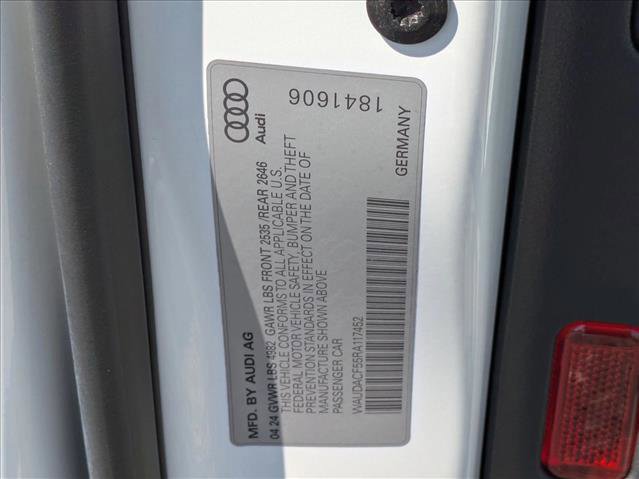 Audi
1841606
MFD. BY AUDI AG
GERMANY
04.24 GVWR LBS 4982 GAWR LBS FRONT 2535 /REAR 2646
THIS VEHICLE CONFORMS TO ALL APPLICABLE U.S.
FEDERAL MOTOR VEHICLE SAFETY, BUMPER AND THEFT
PREVENTION STANDARDS IN EFFECT ON THE DATE OF
MANUFACTURE SHOWN ABOVE
PASSENGER CAR
WAUDACF55RA117452